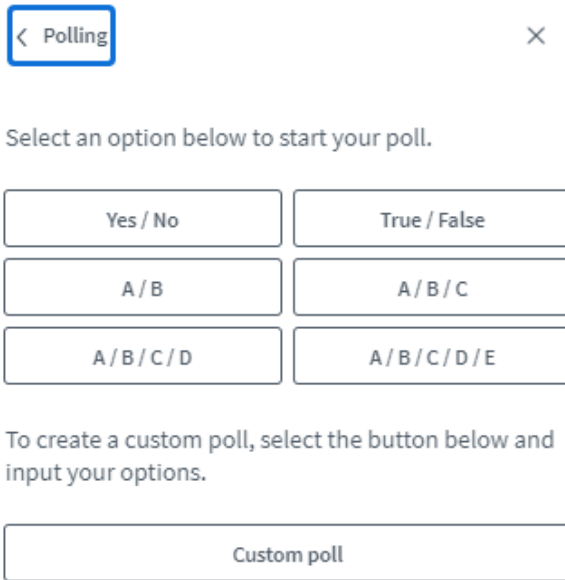 Polling
Select an option below to start your poll.
Yes / No
True / False
A / B
A / B / C
A / B / C / D
A / B / C / D / E
To create a custom poll, select the button below and
input your options.
Custom poll